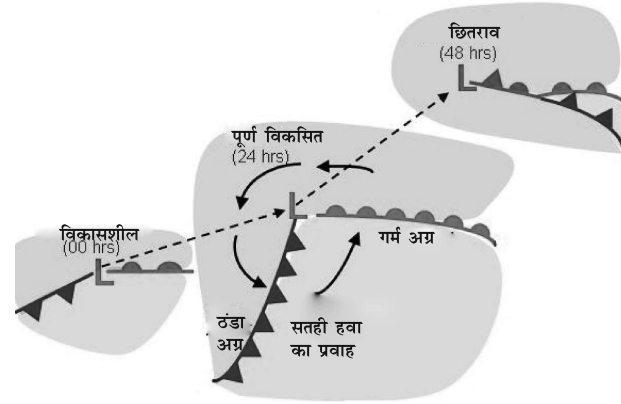 छितराव
(48 hrs)
L
पूर्ण विकसित
(24 hrs)
L
विकासशील
(00 hrs)
L
गर्म अग्र
ठंडा
अग्र
सतही हवा
का प्रवाह